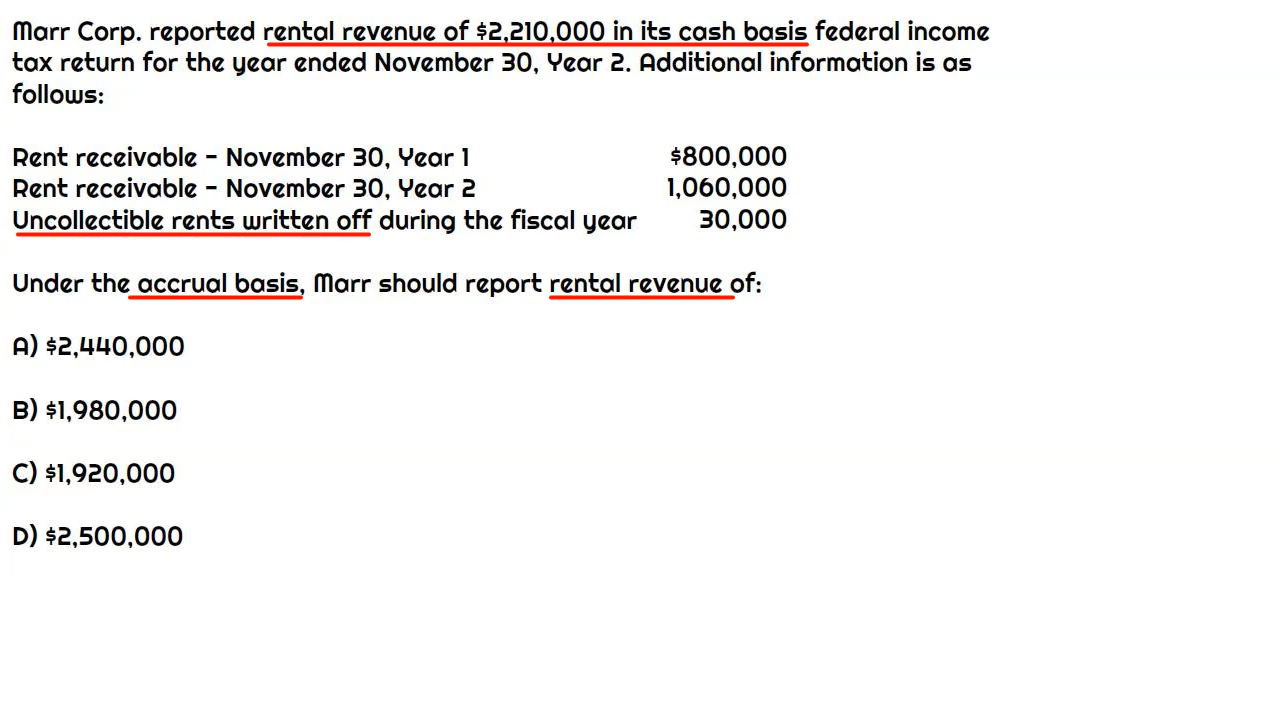 Marr Corp. reported rental revenue of $2,210,000 in its cash basis federal income
tax return for the year ended November 30, Year 2. Additional information is as
follows:
Rent receivable - November 30, Year 1 $800,000
Rent receivable - November 30, Year 2 1,060,000
Uncollectible rents written off during the fiscal year 30,000
Under the accrual basis, Marr should report rental revenue of:
A) $2,440,000
B) $1,980,000
C) $1,920,000
D) $2,500,000